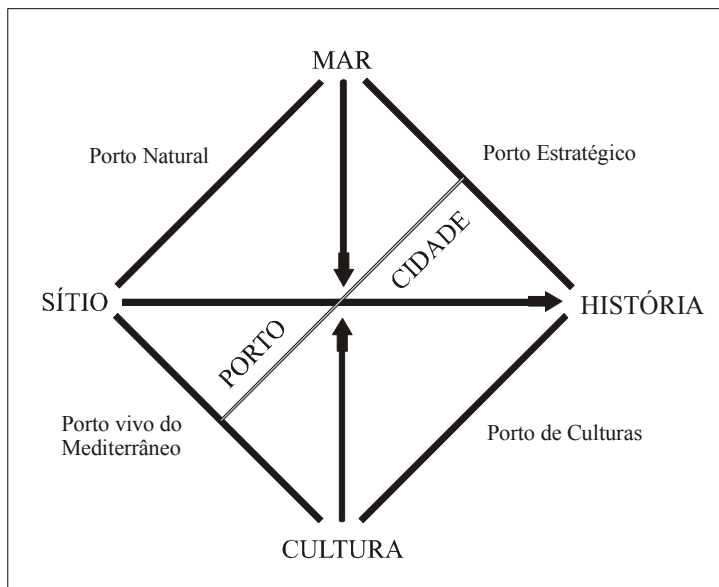 MAR
Porto Natural
Porto Estratégico
CIDADE
SÍTIO
HISTÓRIA
PORTO
Porto vivo do
Mediterrâneo
Porto de Culturas
CULTURA